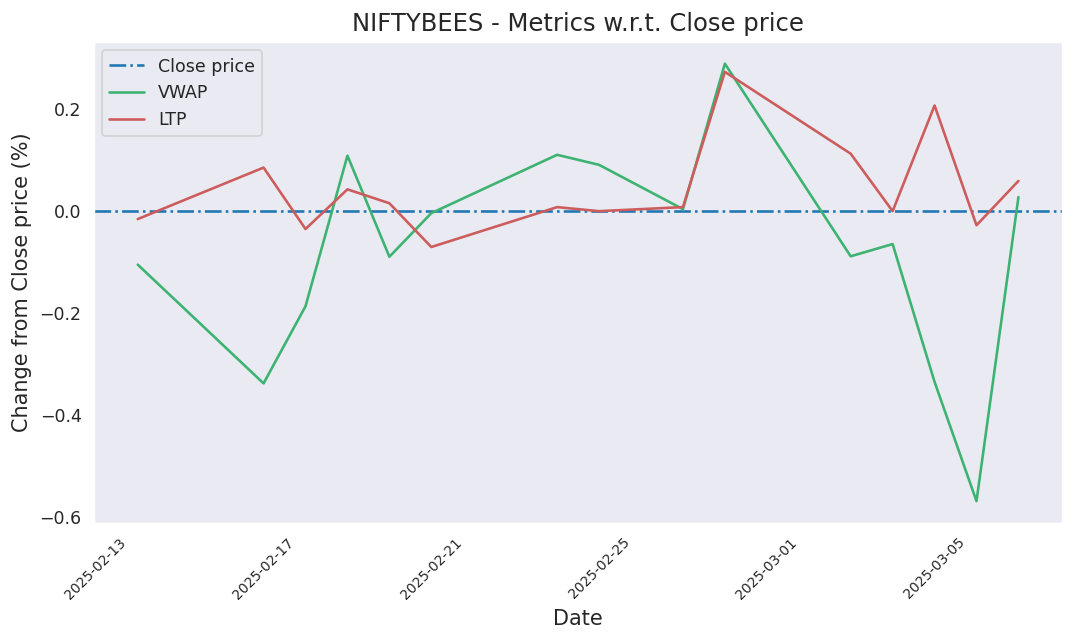 NIFTYBEES - Metrics w.r.t. Close price
Close price
VWAP
LTP
Change from Close price (%)
0.2
0.0
−0.2
−0.4
−0.6
2025-02-13
2025-02-17
2025-02-21
2025-02-25
2025-03-01
2025-03-05
Date